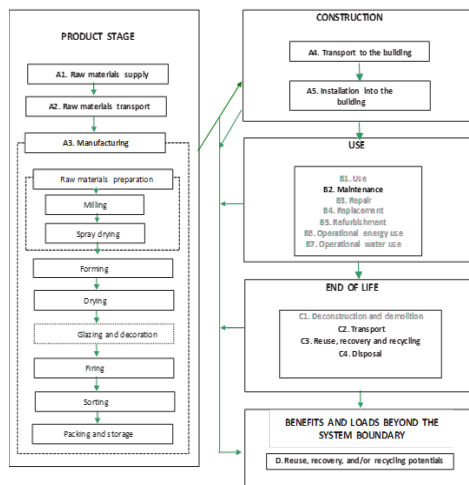 PRODUCT STAGE
A1. Raw materials supply
A2. Raw materials transport
A3. Manufacturing
Raw materials preparation
Milling
Spray drying
Forming
Drying
Glazing and decoration
Firing
Sorting
Packing and storage
CONSTRUCTION
A4. Transport to the building
A5. Installation into the
building
USE
B1. Use
B2. Maintenance
B3. Repair
B4. Replacement
B5. Refurbishment
B6. Operational energy use
B7. Operational water use
END OF LIFE
C1. Deconstruction and demolition
C2. Transport
C3. Reuse, recovery and recycling
C4. Disposal
BENEFITS AND LOADS BEYOND THE
SYSTEM BOUNDARY
D. Reuse, recovery, and/or recycling potentials